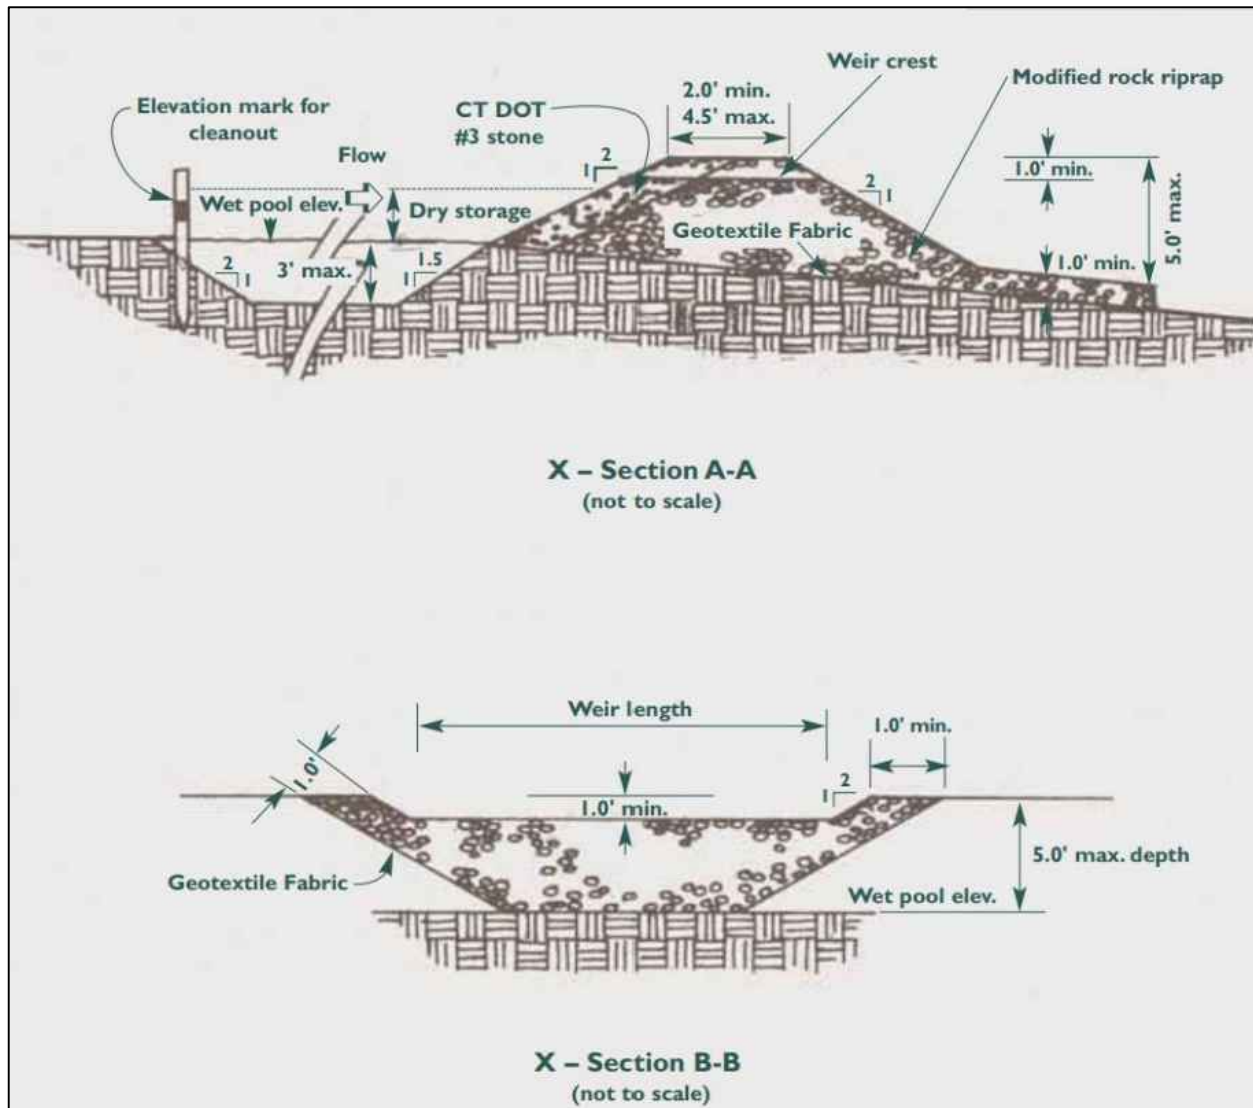 Weir crest
Modified rock riprap
2.0' min.
4.5' max.
CT DOT
#3 stone
Elevation mark for
cleanout
Flow
2
1
1.0' min.
5.0' max.
Wet pool elev.
Dry storage
2
1
Geotextile Fabric
1.0' min.
2
1
3' max.
1.5
1
X – Section A-A
(not to scale)
Weir length
1.0' min.
1.0'
2
1
1.0' min.
5.0' max. depth
Geotextile Fabric
Wet pool elev.
X – Section B-B
(not to scale)